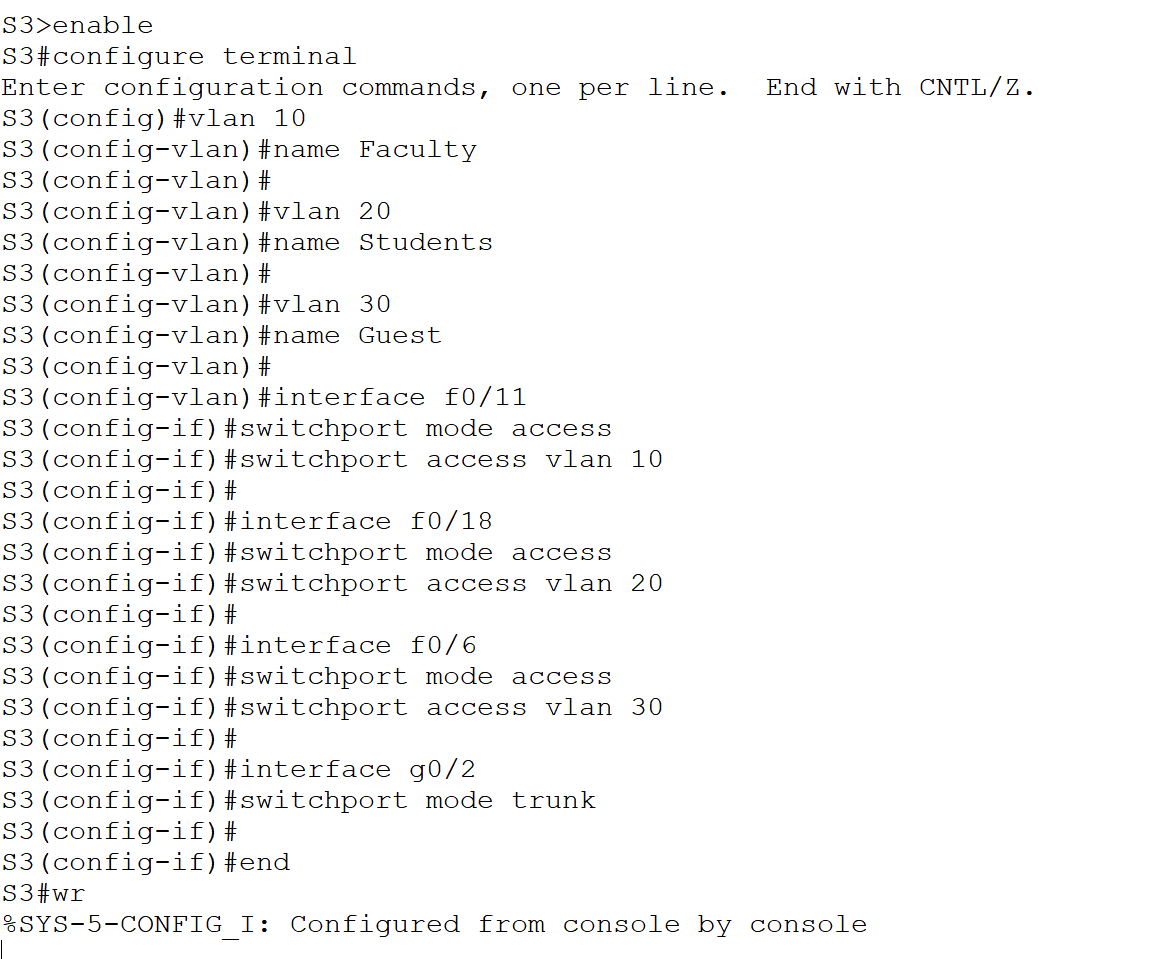 S3>enable
S3#configure terminal
Enter configuration commands, one per line.  End with CNTL/Z.
S3(config)#vlan 10
S3(config-vlan)#name Faculty
S3(config-vlan)#
S3(config-vlan)#vlan 20
S3(config-vlan)#name Students
S3(config-vlan)#
S3(config-vlan)#vlan 30
S3(config-vlan)#name Guest
S3(config-vlan)#
S3(config-vlan)#interface f0/11
S3(config-if)#switchport mode access
S3(config-if)#switchport access vlan 10
S3(config-if)#
S3(config-if)#interface f0/18
S3(config-if)#switchport mode access
S3(config-if)#switchport access vlan 20
S3(config-if)#
S3(config-if)#interface f0/6
S3(config-if)#switchport mode access
S3(config-if)#switchport access vlan 30
S3(config-if)#
S3(config-if)#interface g0/2
S3(config-if)#switchport mode trunk
S3(config-if)#
S3(config-if)#end
S3#wr
%SYS-5-CONFIG_I: Configured from console by console